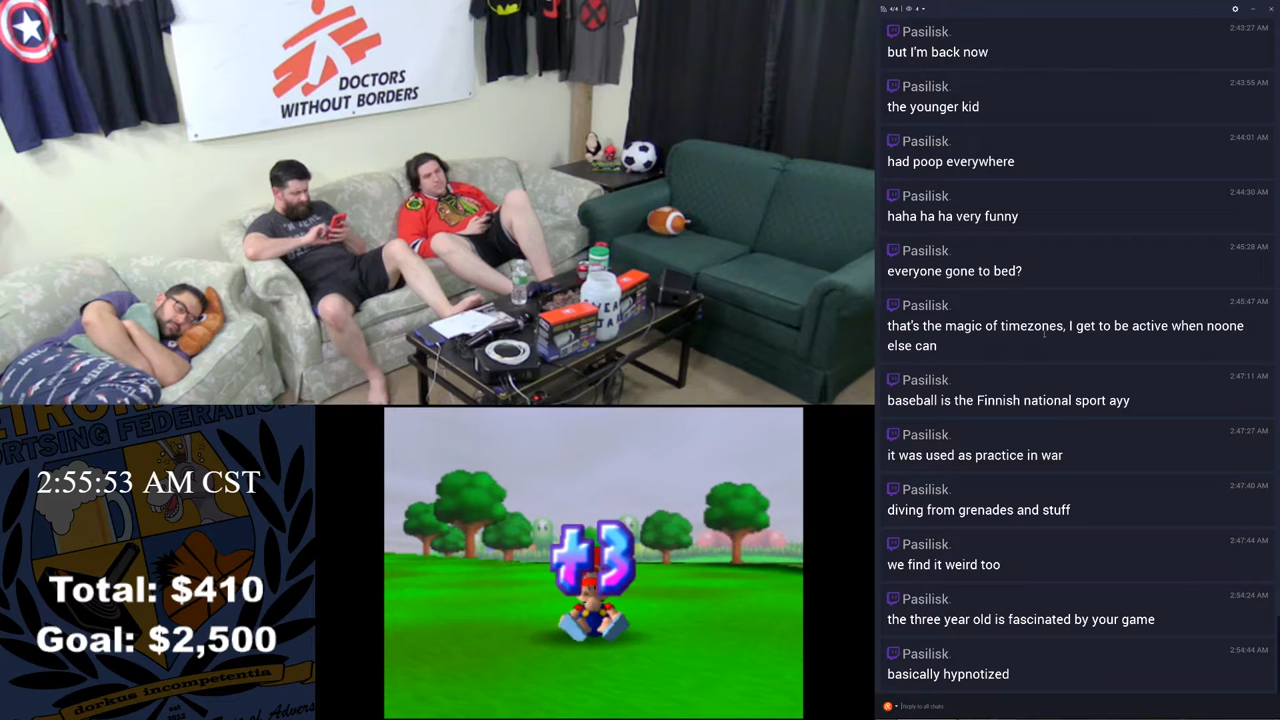 DOCTORS
WITHOUT BORDERS
4/4
4
Pasilisk
2:43:27 AM
but I'm back now
Pasilisk
2:43:55 AM
the younger kid
Pasilisk
2:44:01 AM
had poop everywhere
Pasilisk
2:44:30 AM
haha ha ha very funny
Pasilisk
2:45:28 AM
everyone gone to bed?
Pasilisk
2:45:47 AM
that's the magic of timezones, I get to be active when noone
else can
Pasilisk
2:47:11 AM
baseball is the Finnish national sport ayy
Pasilisk
2:47:27 AM
it was used as practice in war
Pasilisk
2:47:40 AM
diving from grenades and stuff
Pasilisk
2:47:44 AM
we find it weird too
Pasilisk
2:54:24 AM
the three year old is fascinated by your game
Pasilisk
2:54:44 AM
basically hypnotized
Reply to all chats
2:55:53 AM CST
Total: $410
Goal: $2,500
dorkus incompetentia
+3